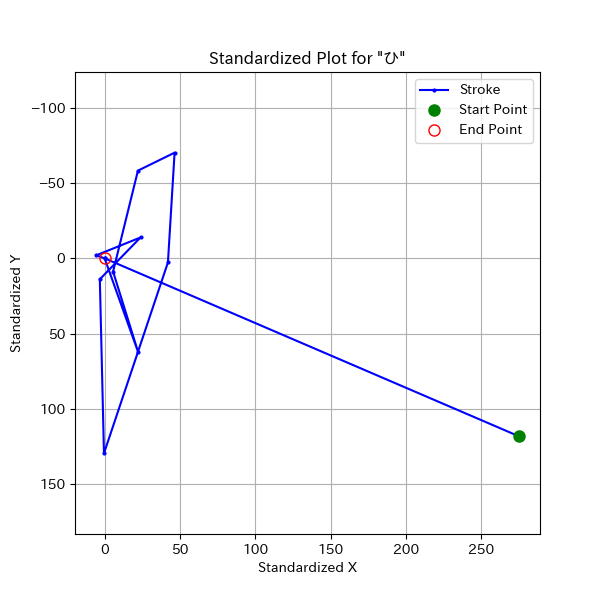 Standardized Plot for "ひ"
Stroke
Start Point
End Point
Standardized Y
−100
−50
0
50
100
150
0 50 100 150 200 250
Standardized X